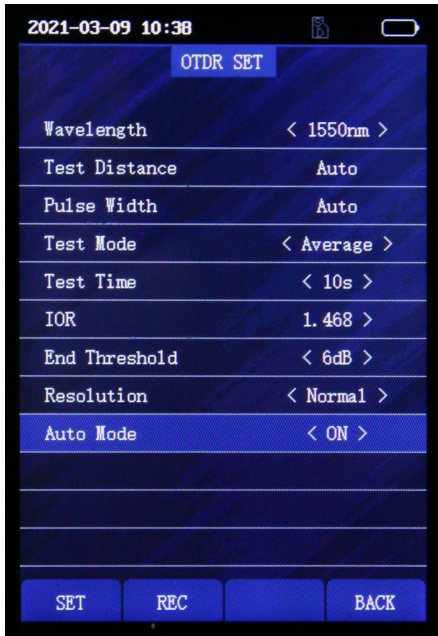 2021-03-09 10:38
OTDR SET
Wavelength < 1550nm >
Test Distance Auto
Pulse Width Auto
Test Mode < Average >
Test Time < 10s >
IOR 1.468 >
End Threshold < 6dB >
Resolution < Normal >
Auto Mode < ON >
SET REC BACK